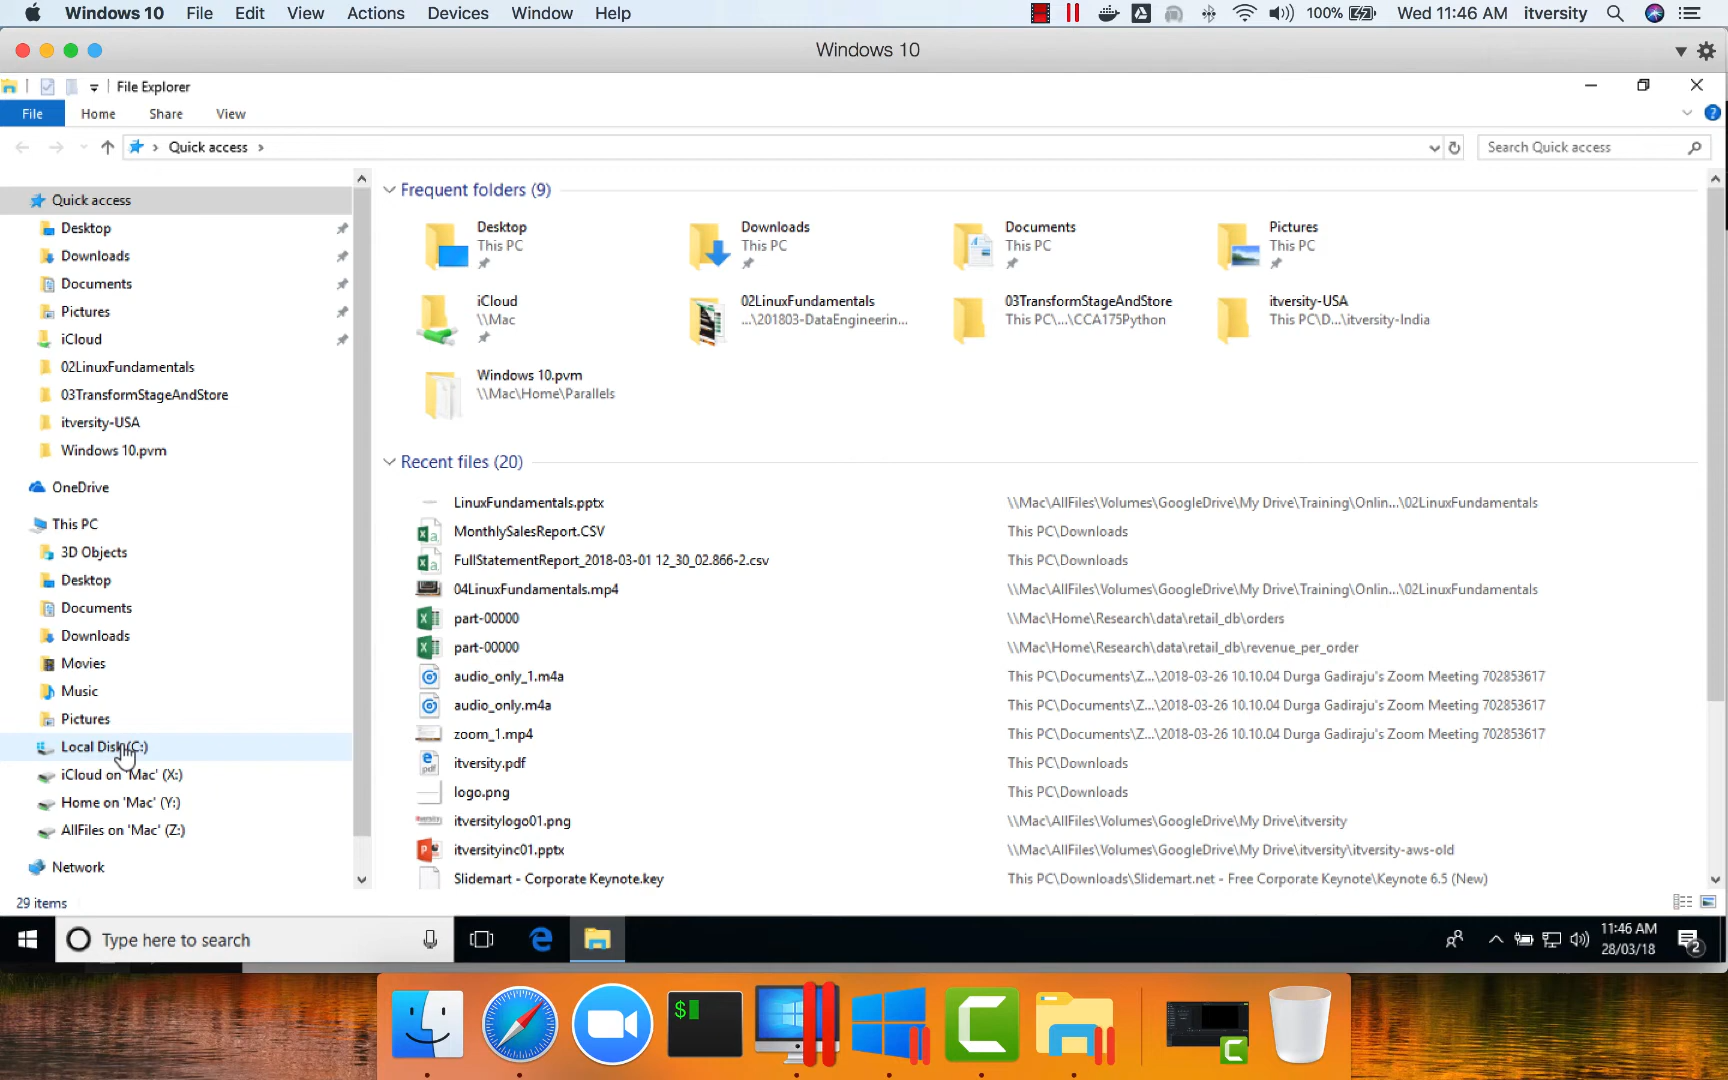 Windows 10 File Edit View Actions Devices Window Help 100% Wed 11:46 AM itversity
Windows 10
File Explorer
File Home Share View
Quick access
Search Quick access
Quick access
Desktop
Downloads
Documents
Pictures
iCloud
02LinuxFundamentals
03TransformStageAndStore
itversity-USA
Windows 10.pvm
OneDrive
This PC
3D Objects
Desktop
Documents
Downloads
Movies
Music
Pictures
Local Disk (C:)
iCloud on 'Mac' (X:)
Home on 'Mac' (Y:)
AllFiles on 'Mac' (Z:)
Network
29 items
Frequent folders (9)
Desktop
This PC
Downloads
This PC
Documents
This PC
Pictures
This PC
iCloud
\\Mac
02LinuxFundamentals
...\201803-DataEngineerin...
03TransformStageAndStore
This PC\...\CCA175Python
itversity-USA
This PC\D...\itversity-India
Windows 10.pvm
\\Mac\Home\Parallels
Recent files (20)
LinuxFundamentals.pptx \\Mac\AllFiles\Volumes\GoogleDrive\My Drive\Training\Onlin...\02LinuxFundamentals
MonthlySalesReport.CSV This PC\Downloads
FullStatementReport_2018-03-01 12_30_02.866-2.csv This PC\Downloads
04LinuxFundamentals.mp4 \\Mac\AllFiles\Volumes\GoogleDrive\My Drive\Training\Onlin...\02LinuxFundamentals
part-00000 \\Mac\Home\Research\data\retail_db\orders
part-00000 \\Mac\Home\Research\data\retail_db\revenue_per_order
audio_only_1.m4a This PC\Documents\Z...\2018-03-26 10.10.04 Durga Gadiraju's Zoom Meeting 702853617
audio_only.m4a This PC\Documents\Z...\2018-03-26 10.10.04 Durga Gadiraju's Zoom Meeting 702853617
zoom_1.mp4 This PC\Documents\Z...\2018-03-26 10.10.04 Durga Gadiraju's Zoom Meeting 702853617
itversity.pdf This PC\Downloads
logo.png This PC\Downloads
itversitylogo01.png \\Mac\AllFiles\Volumes\GoogleDrive\My Drive\itversity
itversityinc01.pptx \\Mac\AllFiles\Volumes\GoogleDrive\My Drive\itversity\itversity-aws-old
Slidemart - Corporate Keynote.key This PC\Downloads\Slidemart.net - Free Corporate Keynote\Keynote 6.5 (New)
Type here to search
11:46 AM
28/03/18
2